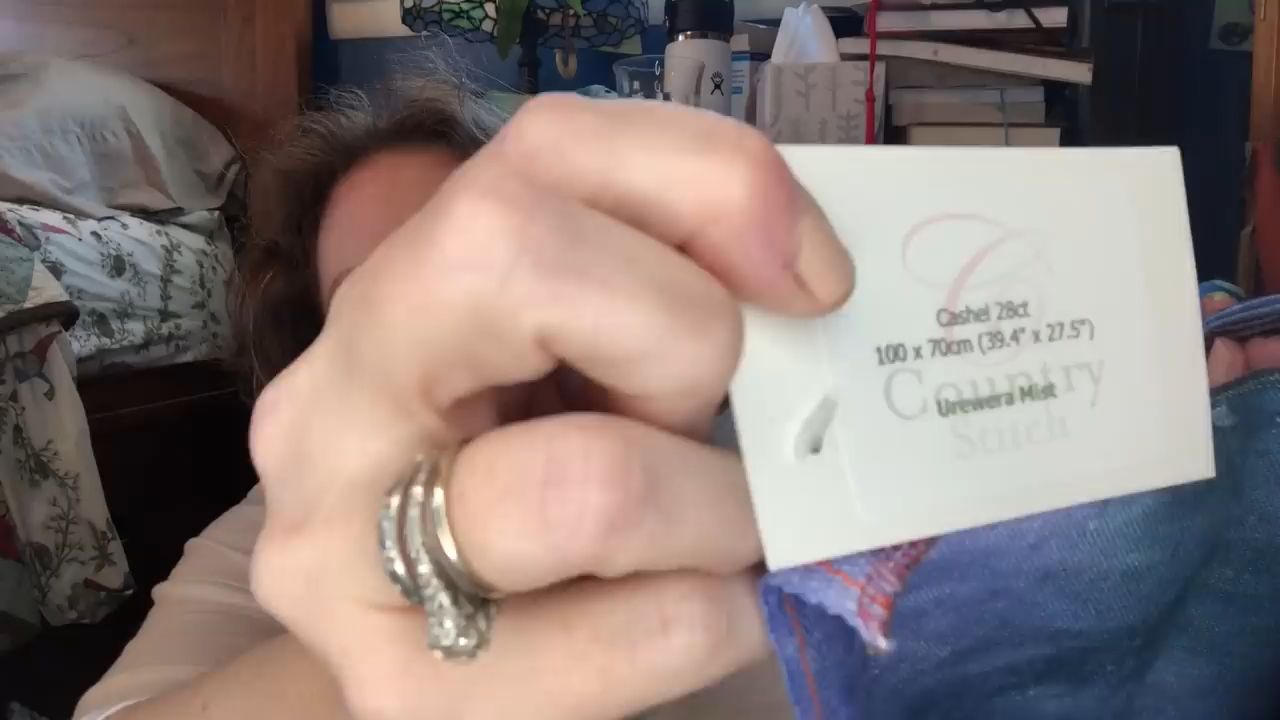 Cashel 28ct
100 x 70cm (39.4" x 27.5")
Country
Urewera Mist
Stitch